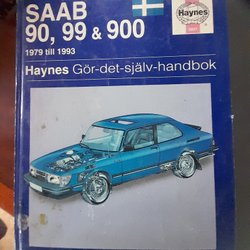 SAAB
Haynes
90, 99 & 900
1979 till 1993
Haynes Gör-det-själv-handbok